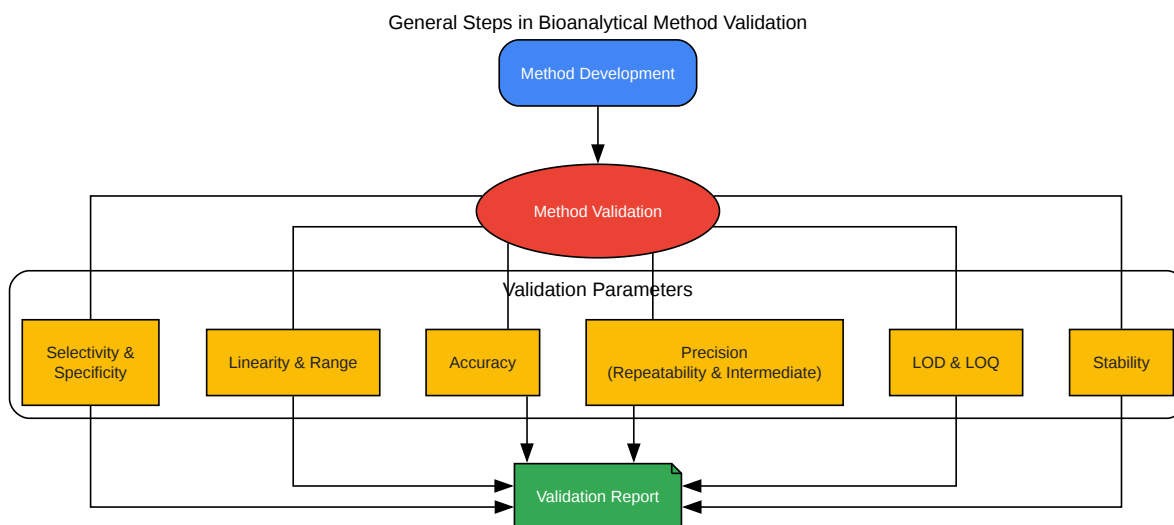 General Steps in Bioanalytical Method Validation
Method Development
Method Validation
Validation Parameters
Selectivity &
Specificity
Linearity & Range
Accuracy
Precision
(Repeatability & Intermediate)
LOD & LOQ
Stability
Validation Report